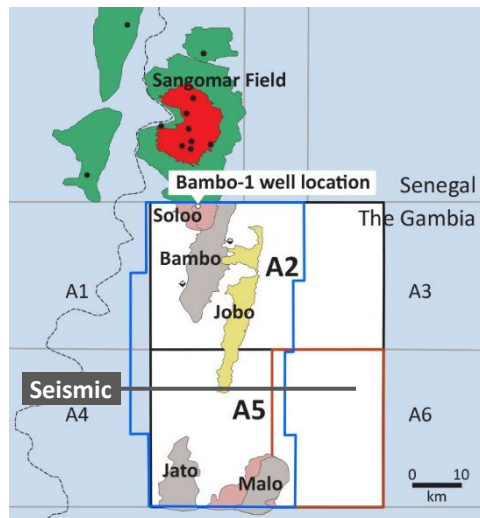 Sangomar Field
Bambo-1 well location
Senegal
Soloo
The Gambia
Bambo
A2
A1
A3
Jobo
Seismic
A4
A5
A6
Jato
Malo
0 10
km